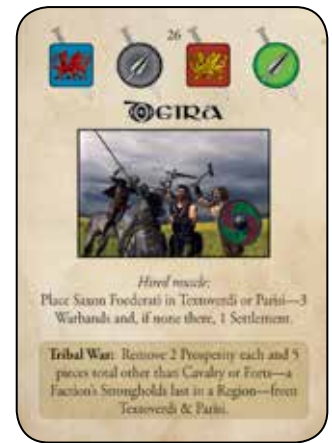 26
Deira
Hired muscle:
Place Saxon Foederati in Textoverdi or Parisi—3
Warbands and, if none there, 1 Settlement.
Tribal War: Remove 2 Prosperity each and 5
pieces total other than Cavalry or Forts—a
Faction's Strongholds last in a Region—from
Textoverdi & Parisi.